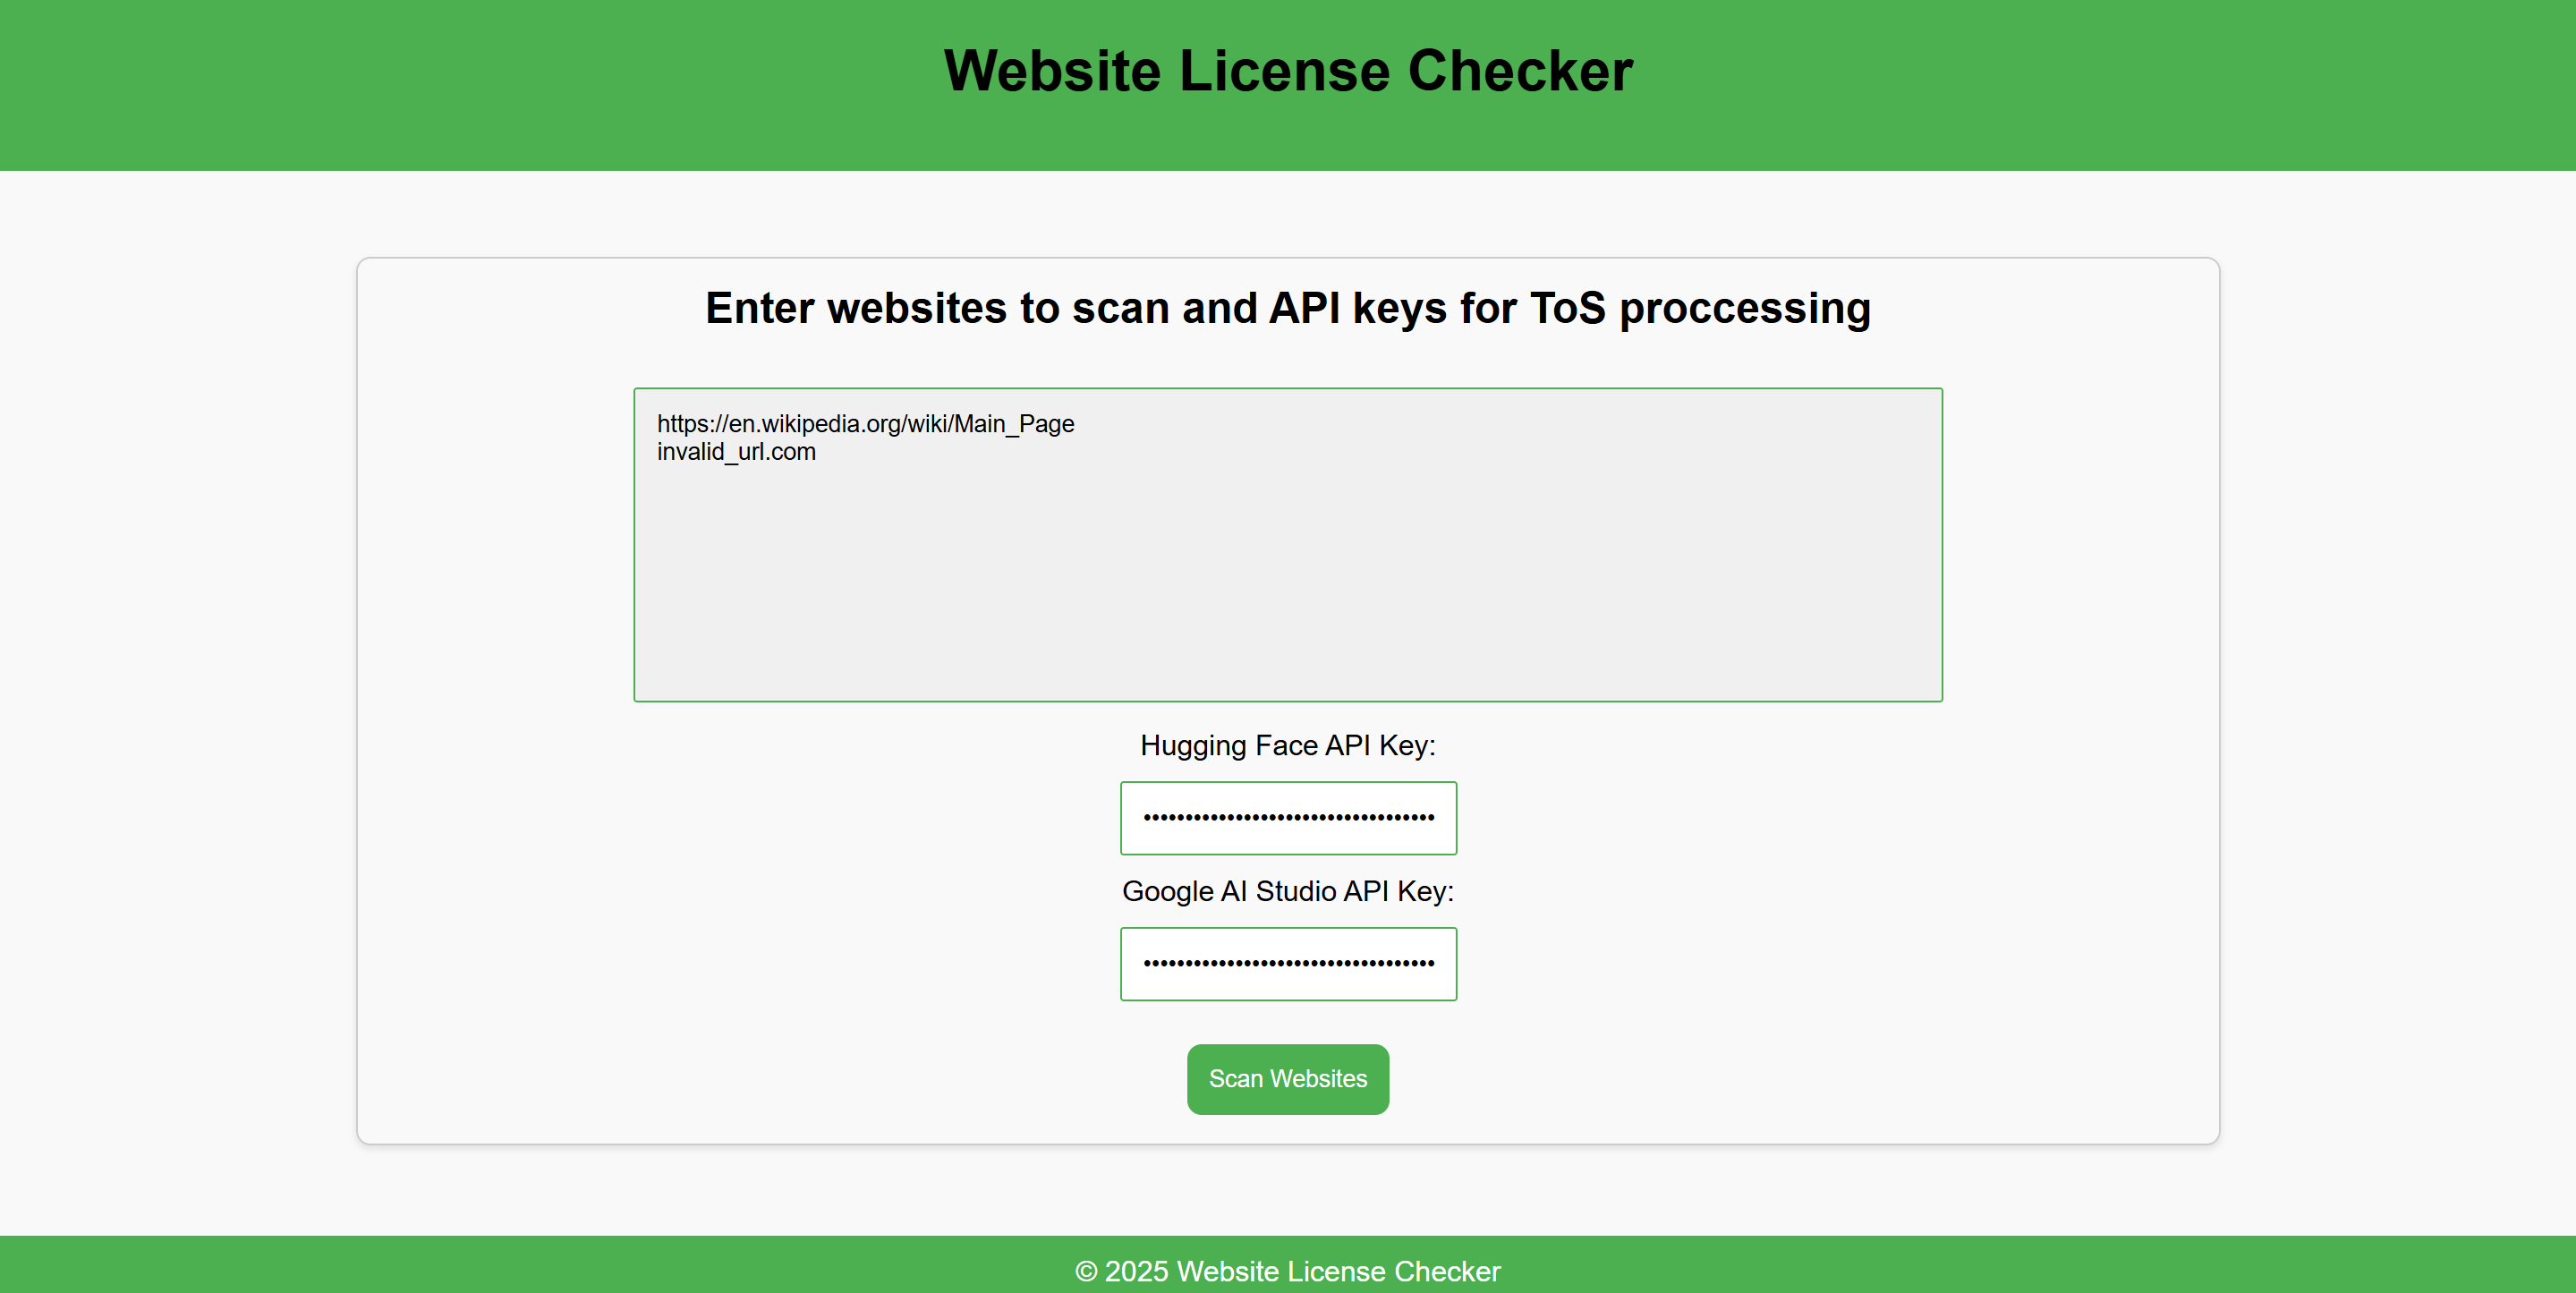 Website License Checker
Enter websites to scan and API keys for ToS proccessing
https://en.wikipedia.org/wiki/Main_Page
invalid_url.com
Hugging Face API Key:
•••••••••••••••••••••••••••••••••••
Google AI Studio API Key:
•••••••••••••••••••••••••••••••••••
Scan Websites
© 2025 Website License Checker